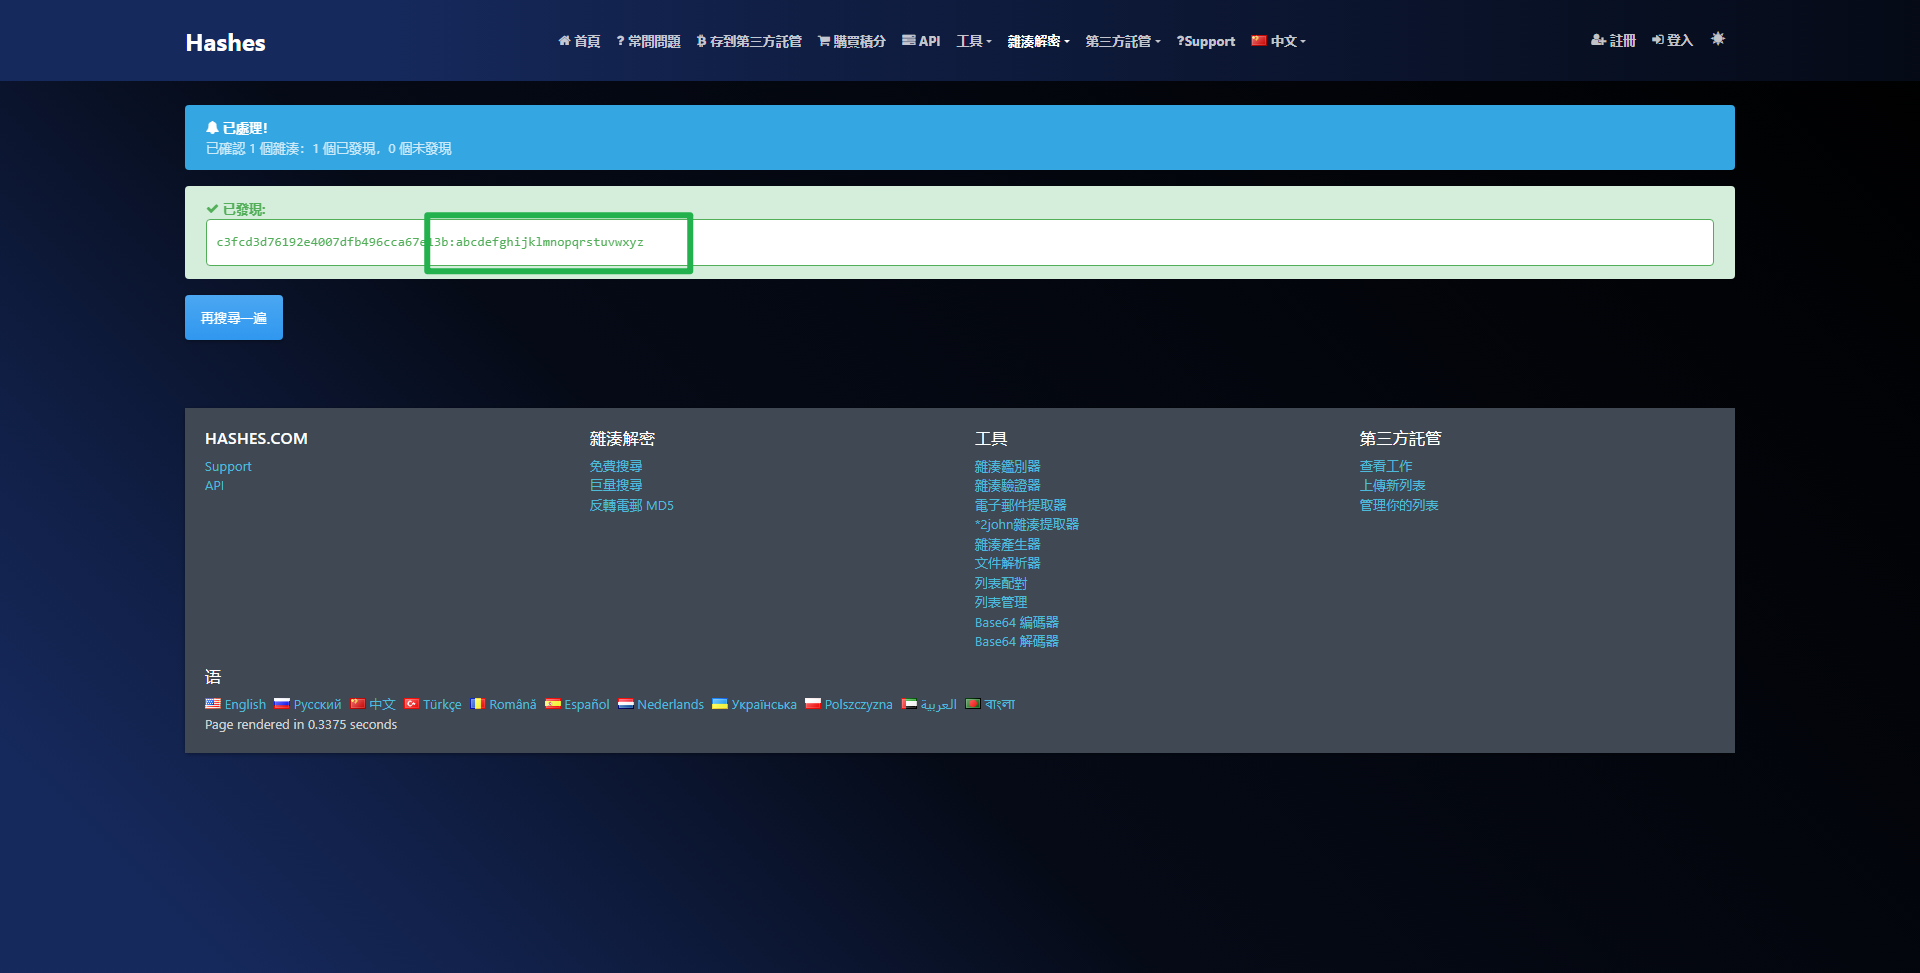 Hashes
首頁 ?常問問題 存到第三方託管 購買積分 API 工具 雜湊解密 第三方託管 ?Support 中文 註冊 登入
已處理!
已確認 1 個雜湊：1 個已發現，0 個未發現
已發現:
c3fcd3d76192e4007dfb496cca67e13b:abcdefghijklmnopqrstuvwxyz
再搜尋一遍
HASHES.COM
Support
API
雜湊解密
免費搜尋
巨量搜尋
反轉電郵 MD5
工具
雜湊鑑別器
雜湊驗證器
電子郵件提取器
*2john雜湊提取器
雜湊產生器
文件解析器
列表配對
列表管理
Base64 編碼器
Base64 解碼器
第三方託管
查看工作
上傳新列表
管理你的列表
语
English Русский 中文 Türkçe Română Español Nederlands Українська Polszczyzna العربية বাংলা
Page rendered in 0.3375 seconds